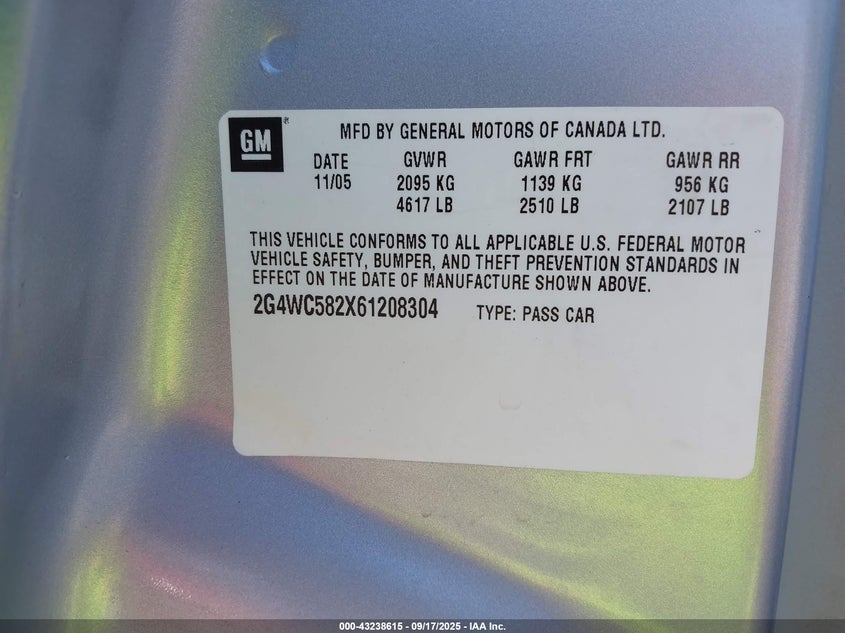 GM ®
MFD BY GENERAL MOTORS OF CANADA LTD.
DATE GVWR GAWR FRT GAWR RR
11/05 2095 KG 1139 KG 956 KG
4617 LB 2510 LB 2107 LB
THIS VEHICLE CONFORMS TO ALL APPLICABLE U.S. FEDERAL MOTOR
VEHICLE SAFETY, BUMPER, AND THEFT PREVENTION STANDARDS IN
EFFECT ON THE DATE OF MANUFACTURE SHOWN ABOVE.
2G4WC582X61208304 TYPE: PASS CAR
000-43238615 - 09/17/2025 - IAA Inc.